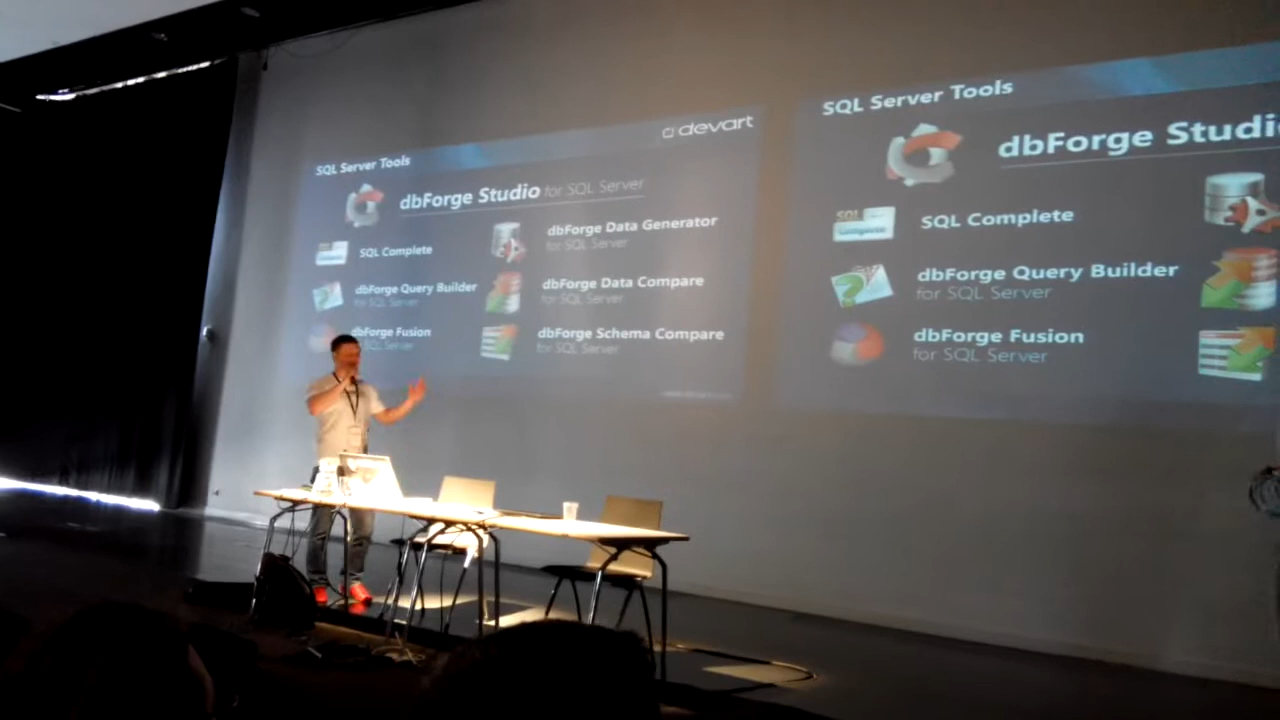 SQL Server Tools
devart
dbForge Studio for SQL Server
SQL Complete
dbForge Data Generator
for SQL Server
dbForge Query Builder
for SQL Server
dbForge Data Compare
for SQL Server
dbForge Fusion
for SQL Server
dbForge Schema Compare
for SQL Server
SQL Server Tools
dbForge Studi
SQL
Complete
SQL Complete
dbForge Query Builder
for SQL Server
dbForge Fusion
for SQL Server